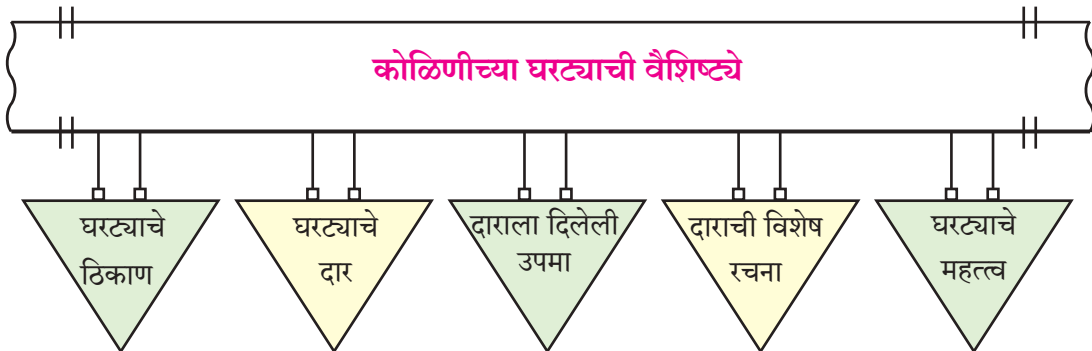 कोळिणीच्या घरट्याची वैशिष्ट्ये
घरट्याचे
ठिकाण
घरट्याचे
दार
दाराला दिलेली
उपमा
दाराची विशेष
रचना
घरट्याचे
महत्त्व